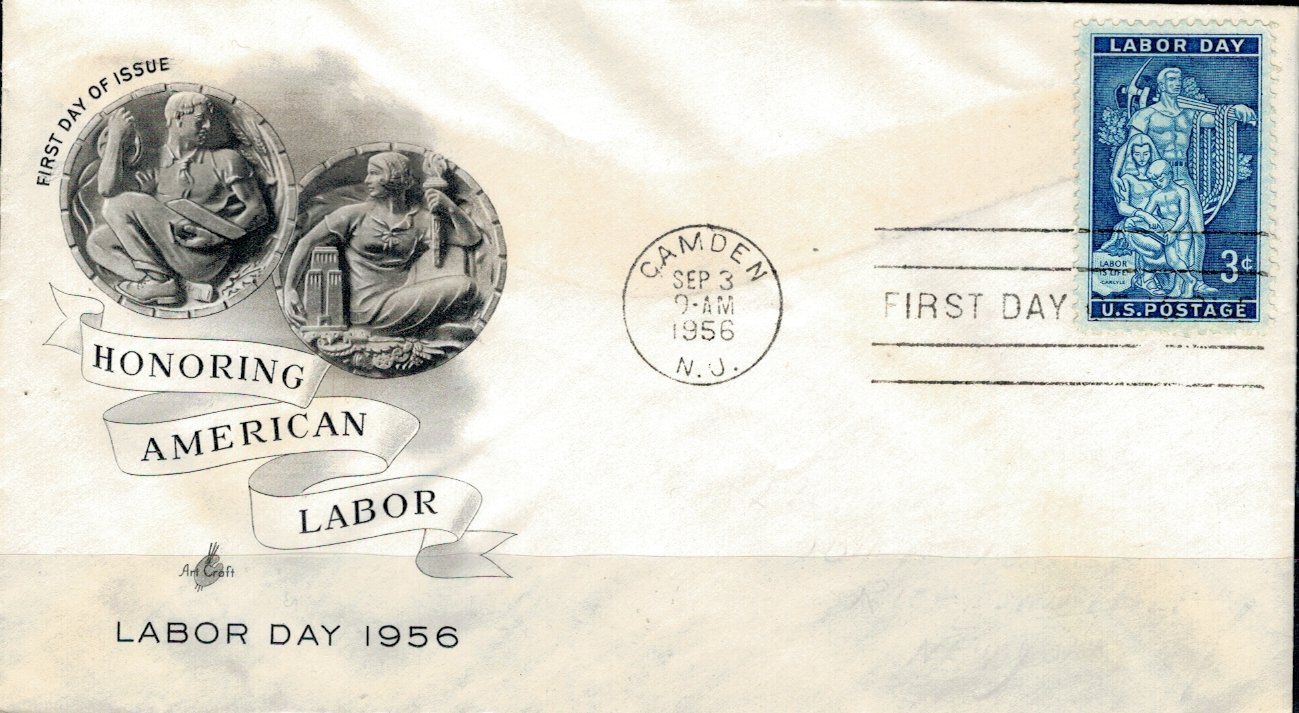 FIRST DAY OF ISSUE
HONORING
AMERICAN
LABOR
Art Craft
LABOR DAY 1956
CAMDEN
SEP 3
9-AM
1956
N. J.
FIRST DAY
LABOR DAY
LABOR
IS LIFE
-CARLYLE
3¢
U.S.POSTAGE